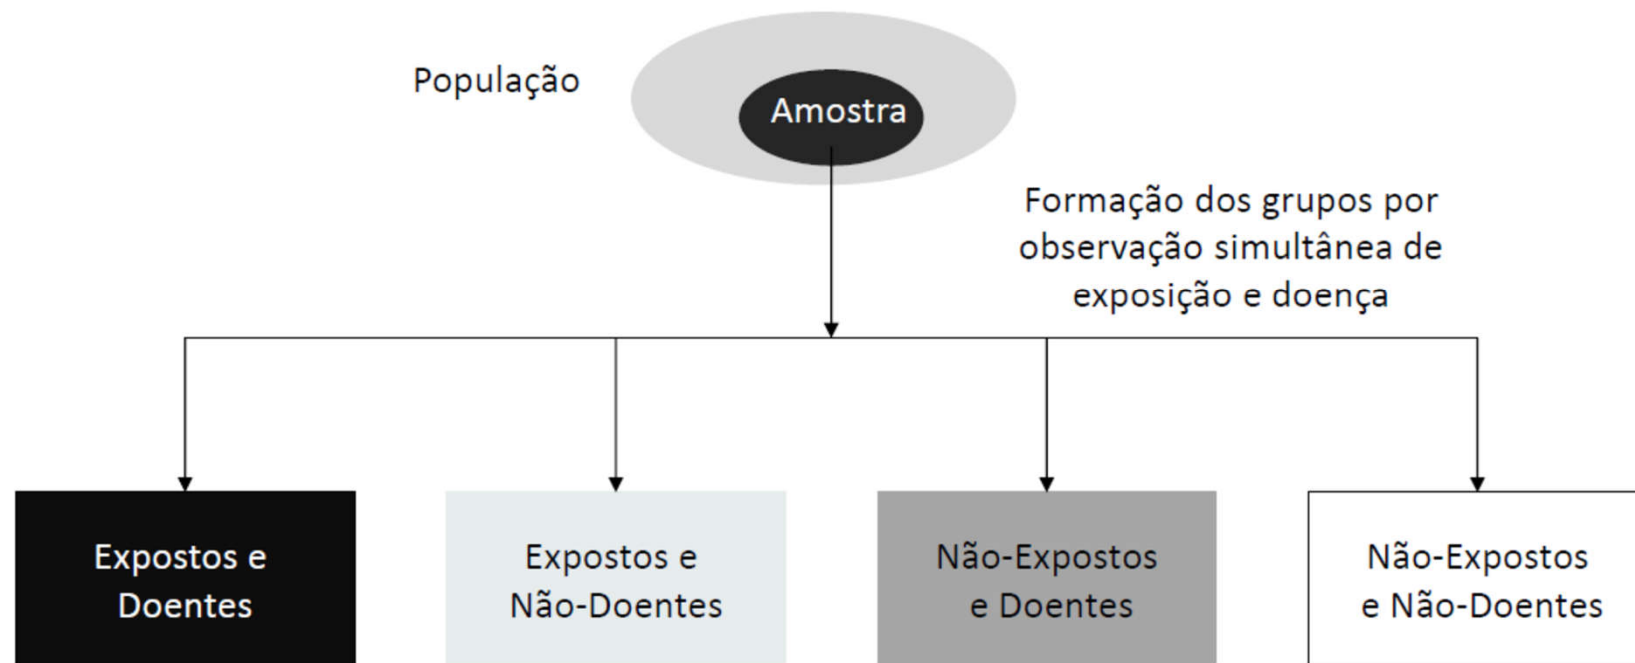 População
Amostra
Formação dos grupos por
observação simultânea de
exposição e doença
Expostos e
Doentes
Expostos e
Não-Doentes
Não-Expostos
e Doentes
Não-Expostos
e Não-Doentes